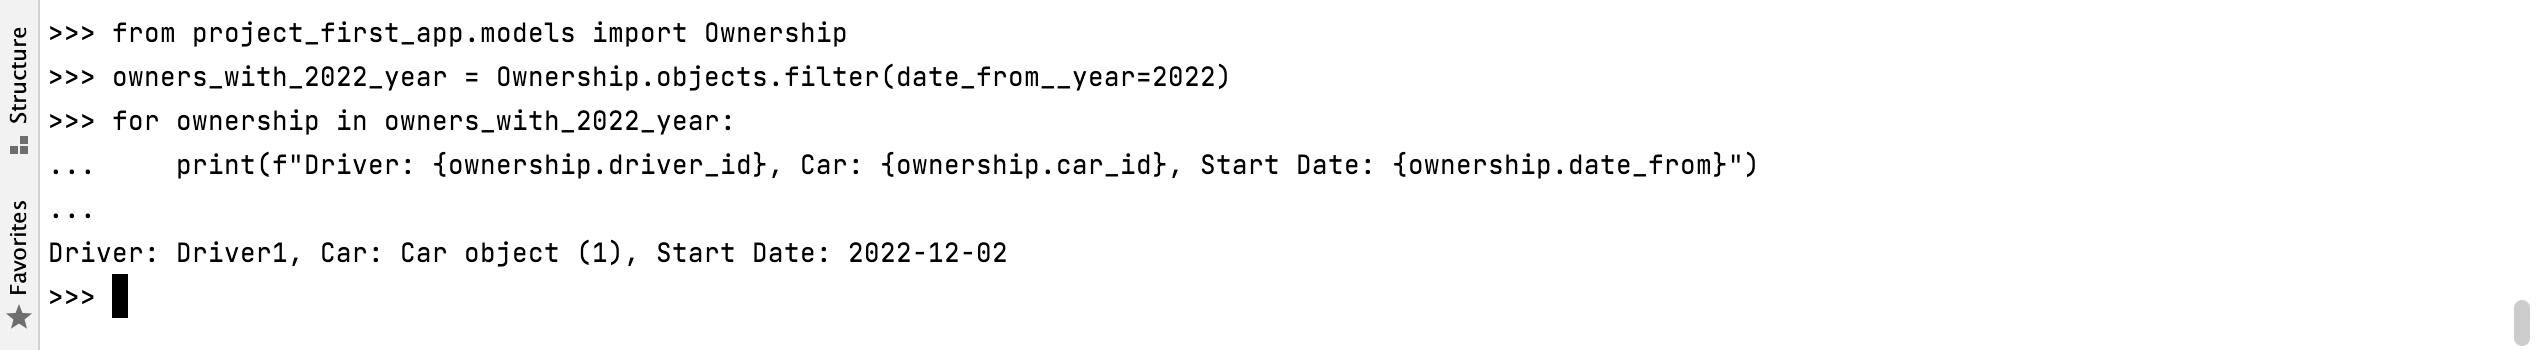 >>> from project_first_app.models import Ownership
>>> owners_with_2022_year = Ownership.objects.filter(date_from__year=2022)
>>> for ownership in owners_with_2022_year:
...     print(f"Driver: {ownership.driver_id}, Car: {ownership.car_id}, Start Date: {ownership.date_from}")
...
Driver: Driver1, Car: Car object (1), Start Date: 2022-12-02
>>>
Structure
Favorites